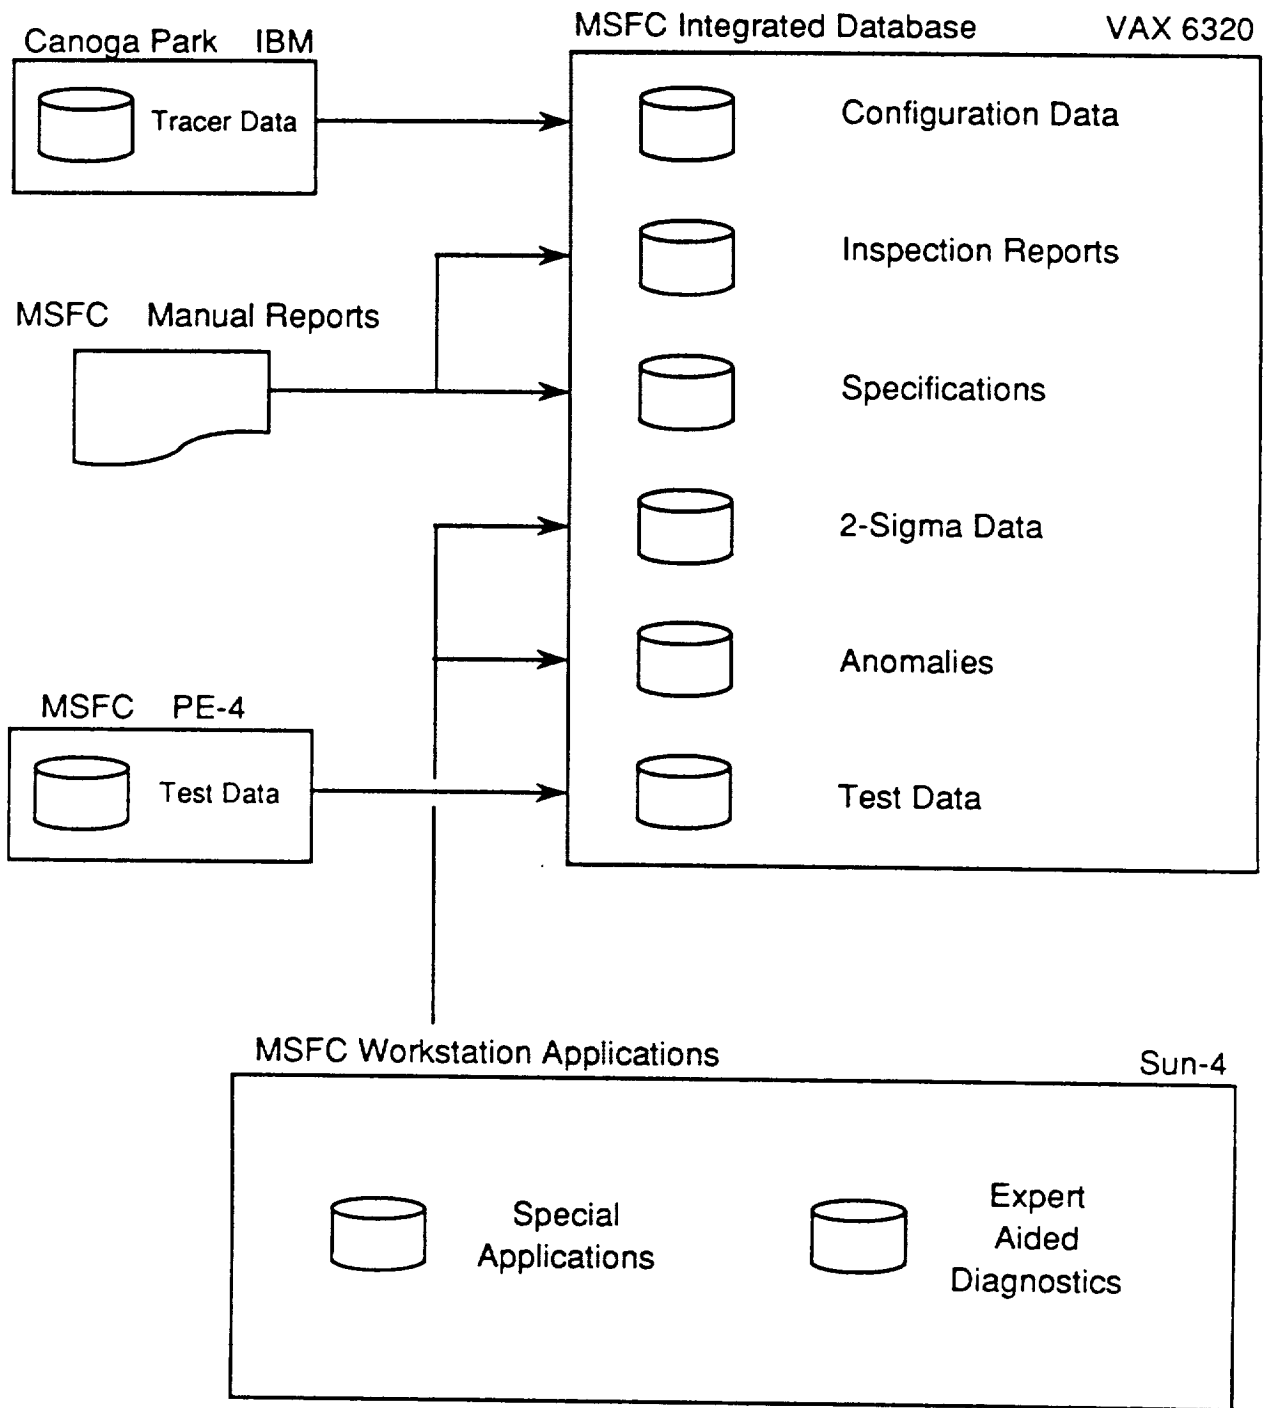 Canoga Park IBM
Tracer Data
MSFC Integrated Database VAX 6320
Configuration Data
Inspection Reports
MSFC Manual Reports
Specifications
2-Sigma Data
Anomalies
MSFC PE-4
Test Data
Test Data
MSFC Workstation Applications Sun-4
Special
Applications
Expert
Aided
Diagnostics